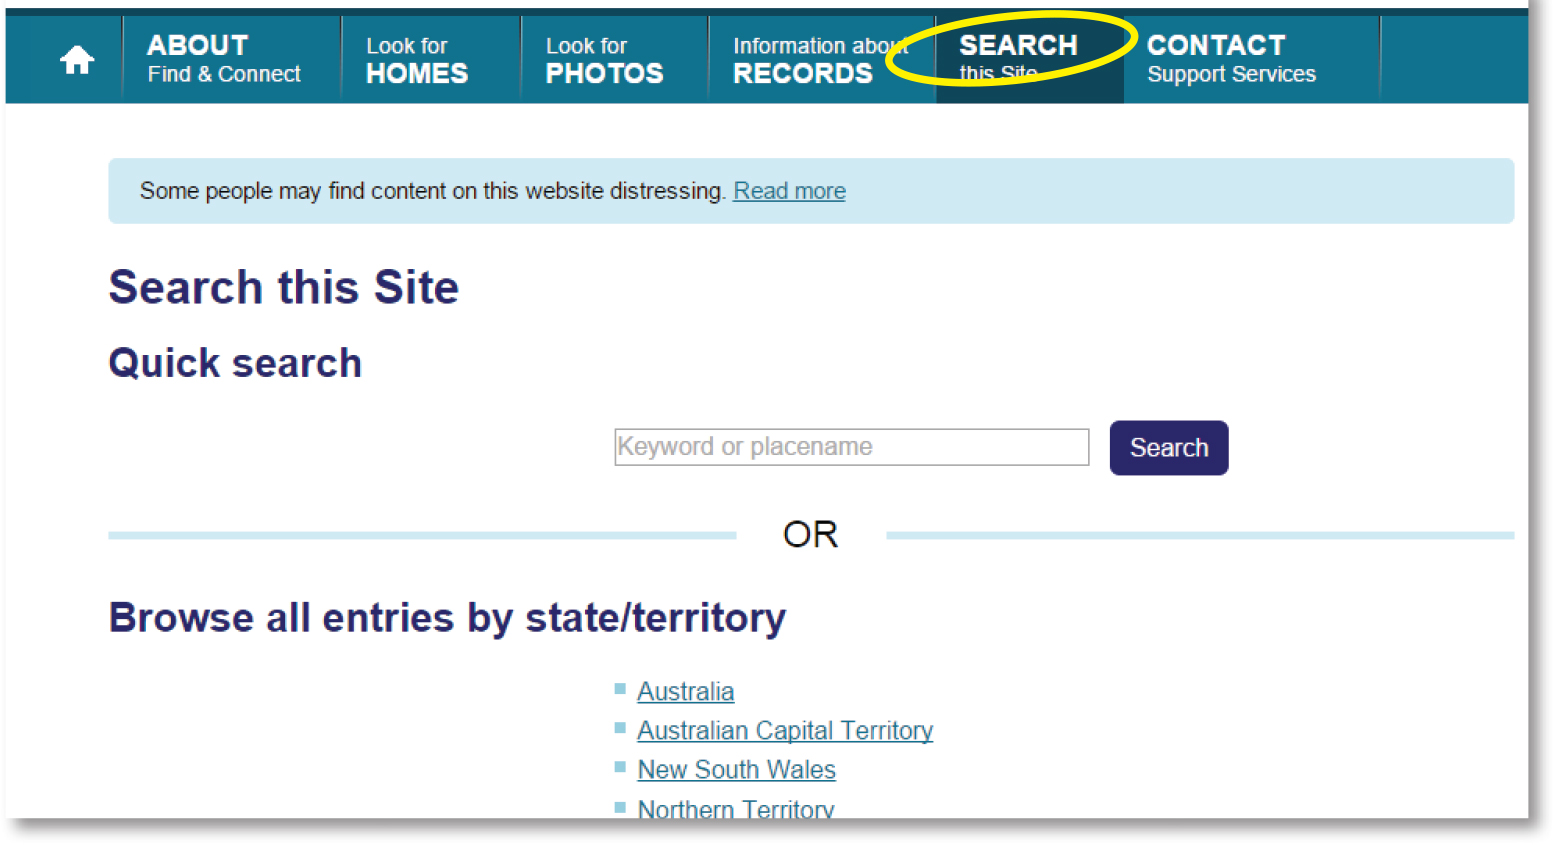 ABOUT
Find & Connect
Look for
HOMES
Look for
PHOTOS
Information about
RECORDS
SEARCH
this Site
CONTACT
Support Services
Some people may find content on this website distressing. Read more
Search this Site
Quick search
Keyword or placename
Search
OR
Browse all entries by state/territory
Australia
Australian Capital Territory
New South Wales
Northern Territory